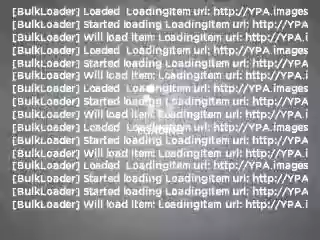 [BulkLoader] Loaded LoadingItem url: http://YPA.images
[BulkLoader] Started loading LoadingItem url: http://YPA
[BulkLoader] Will load item: LoadingItem url: http://YPA.i
[BulkLoader] Loaded LoadingItem url: http://YPA.images
[BulkLoader] Started loading LoadingItem url: http://YPA
[BulkLoader] Will load item: LoadingItem url: http://YPA.i
[BulkLoader] Loaded LoadingItem url: http://YPA.images
[BulkLoader] Started loading LoadingItem url: http://YPA
[BulkLoader] Will load item: LoadingItem url: http://YPA.i
[BulkLoader] Loaded LoadingItem url: http://YPA.images
[BulkLoader] Started loading LoadingItem url: http://YPA
[BulkLoader] Will load item: LoadingItem url: http://YPA.i
[BulkLoader] Loaded LoadingItem url: http://YPA.images
[BulkLoader] Started loading LoadingItem url: http://YPA
[BulkLoader] Started loading LoadingItem url: http://YPA
[BulkLoader] Will load item: LoadingItem url: http://YPA.i